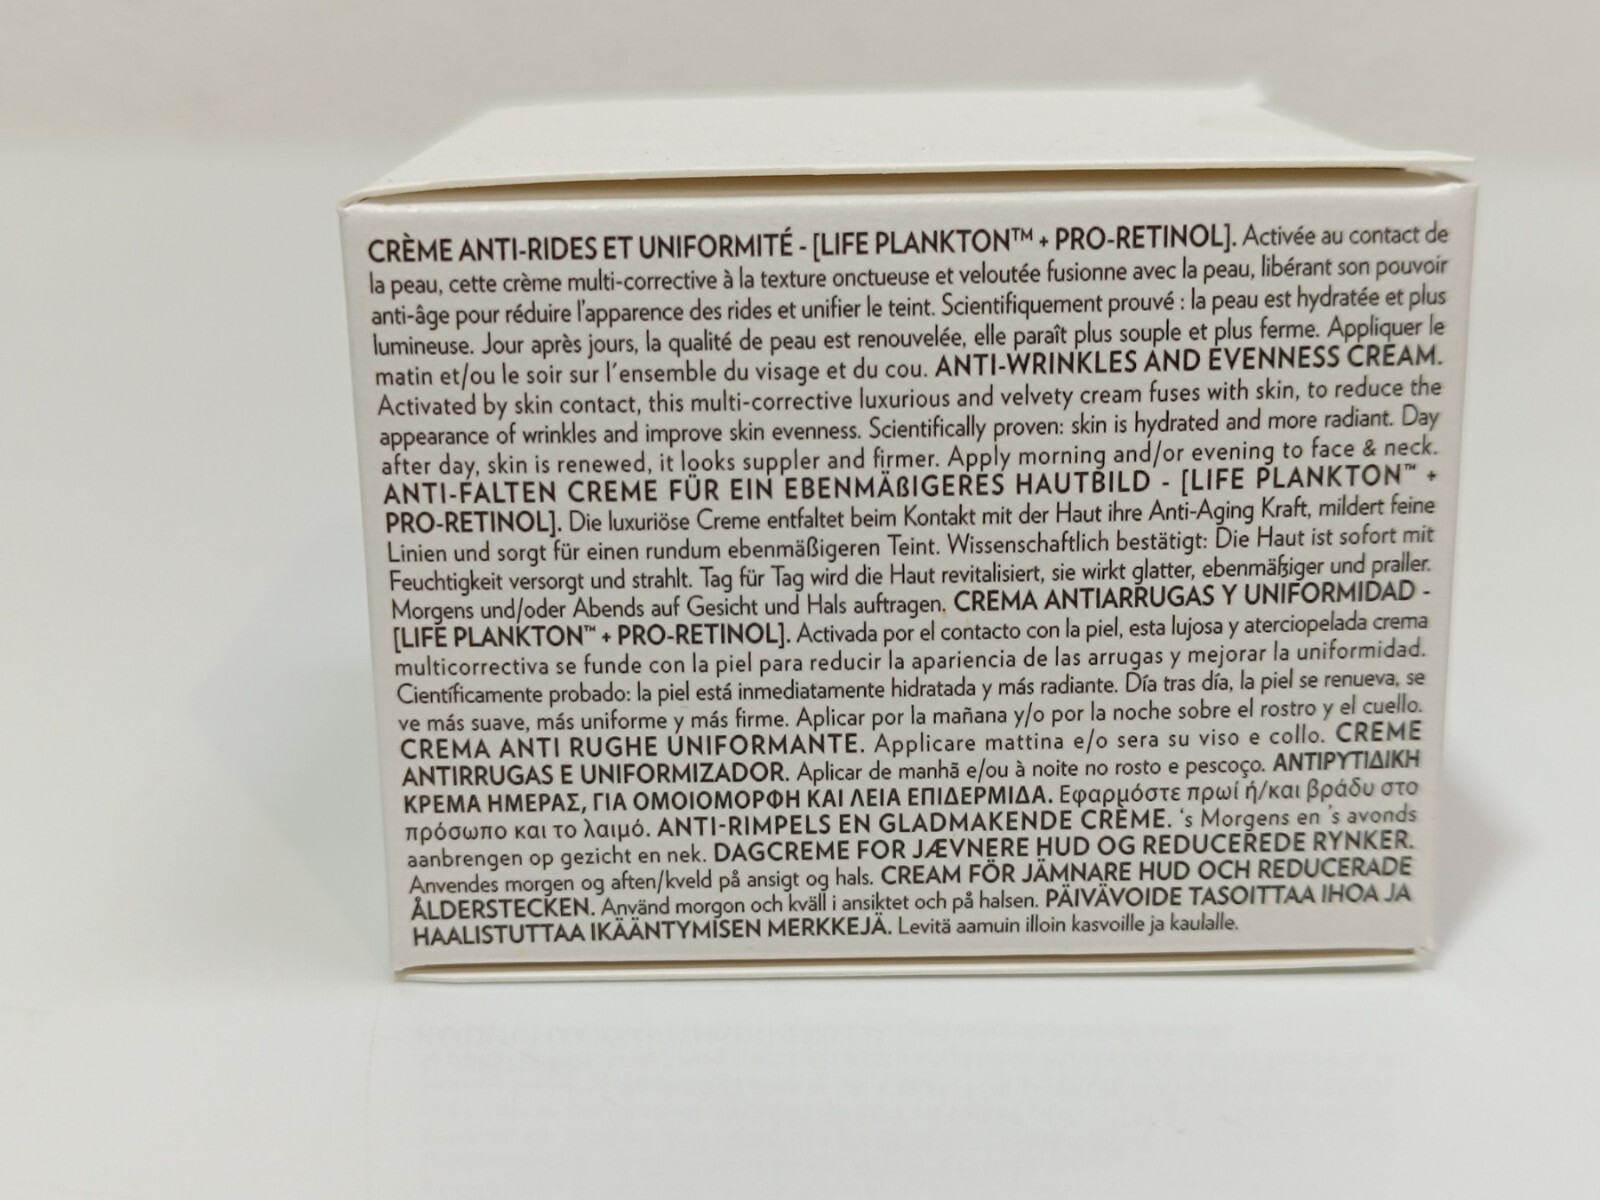 CRÈME ANTI-RIDES ET UNIFORMITÉ - [LIFE PLANKTON™ + PRO-RETINOL]. Activée au contact de
la peau, cette crème multi-corrective à la texture onctueuse et veloutée fusionne avec la peau, libérant son pouvoir
anti-âge pour réduire l'apparence des rides et unifier le teint. Scientifiquement prouvé : la peau est hydratée et plus
lumineuse. Jour après jours, la qualité de peau est renouvelée, elle paraît plus souple et plus ferme. Appliquer le
matin et/ou le soir sur l'ensemble du visage et du cou. ANTI-WRINKLES AND EVENNESS CREAM.
Activated by skin contact, this multi-corrective luxurious and velvety cream fuses with skin, to reduce the
appearance of wrinkles and improve skin evenness. Scientifically proven: skin is hydrated and more radiant. Day
after day, skin is renewed, it looks suppler and firmer. Apply morning and/or evening to face & neck.
ANTI-FALTEN CREME FÜR EIN EBENMÄßIGERES HAUTBILD - [LIFE PLANKTON™ +
PRO-RETINOL]. Die luxuriöse Creme entfaltet beim Kontakt mit der Haut ihre Anti-Aging Kraft, mildert feine
Linien und sorgt für einen rundum ebenmäßigeren Teint. Wissenschaftlich bestätigt: Die Haut ist sofort mit
Feuchtigkeit versorgt und strahlt. Tag für Tag wird die Haut revitalisiert, sie wirkt glatter, ebenmäßiger und praller.
Morgens und/oder Abends auf Gesicht und Hals auftragen. CREMA ANTIARRUGAS Y UNIFORMIDAD -
[LIFE PLANKTON™ + PRO-RETINOL]. Activada por el contacto con la piel, esta lujosa y aterciopelada crema
multicorrectiva se funde con la piel para reducir la apariencia de las arrugas y mejorar la uniformidad.
Científicamente probado: la piel está inmediatamente hidratada y más radiante. Día tras día, la piel se renueva, se
ve más suave, más uniforme y más firme. Aplicar por la mañana y/o por la noche sobre el rostro y el cuello.
CREMA ANTI RUGHE UNIFORMANTE. Applicare mattina e/o sera su viso e collo. CREME
ANTIRRUGAS E UNIFORMIZADOR. Aplicar de manhã e/ou à noite no rosto e pescoço. ΑΝΤΙΡΥΤΙΔΙΚΗ
ΚΡΕΜΑ ΗΜΕΡΑΣ, ΓΙΑ ΟΜΟΙΟΜΟΡΦΗ ΚΑΙ ΛΕΙΑ ΕΠΙΔΕΡΜΙΔΑ. Εφαρμόστε πρωί ή/και βράδυ στο
πρόσωπο και το λαιμό. ANTI-RIMPELS EN GLADMAKENDE CRÈME. 's Morgens en 's avonds
aanbrengen op gezicht en nek. DAGCREME FOR JÆVNERE HUD OG REDUCEREDE RYNKER.
Anvendes morgen og aften/kveld på ansigt og hals. CREAM FÖR JÄMNARE HUD OCH REDUCERADE
ÅLDERSTECKEN. Använd morgon och kväll i ansiktet och på halsen. PÄIVÄVOIDE TASOITTAA IHOA JA
HAALISTUTTAA IKÄÄNTYMISEN MERKKEJÄ. Levitä aamuin illoin kasvoille ja kaulalle.